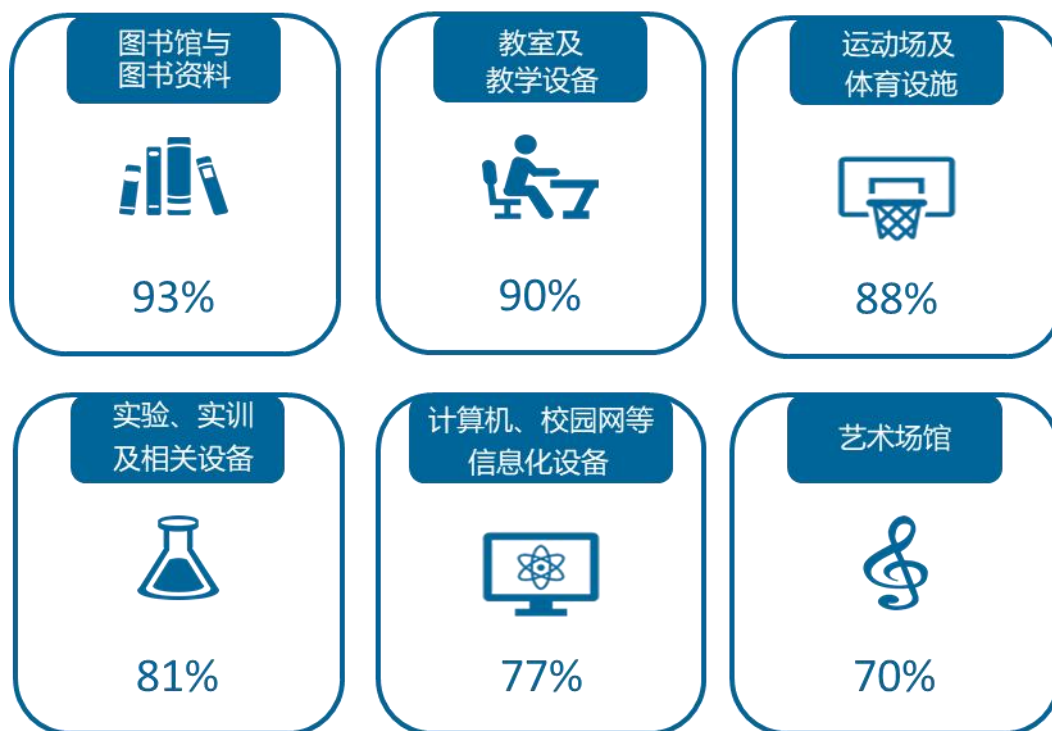 图书馆与
图书资料
93%
教室及
教学设备
90%
运动场及
体育设施
88%
实验、实训
及相关设备
81%
计算机、校园网等
信息化设备
77%
艺术场馆
70%